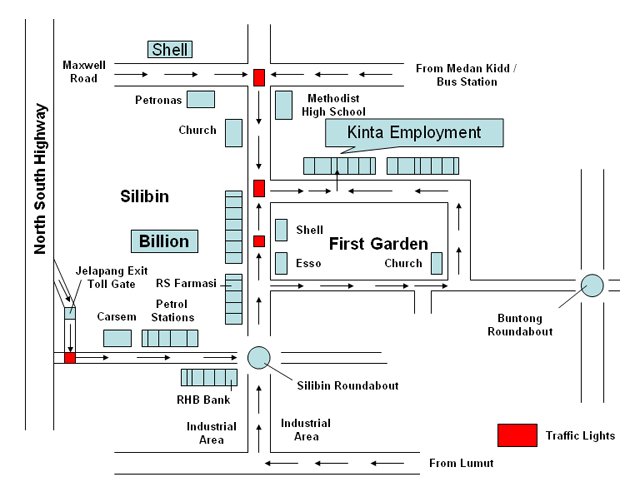 Shell
Maxwell
Road
From Medan Kidd /
Bus Station
Petronas
Methodist
High School
Church
Kinta Employment
North South Highway
Silibin
Billion
Shell
First Garden
Esso
Church
Jelapang Exit
Toll Gate
RS Farmasi
Petrol
Stations
Carsem
Buntong
Roundabout
Silibin Roundabout
RHB Bank
Industrial
Area
Industrial
Area
Traffic Lights
From Lumut